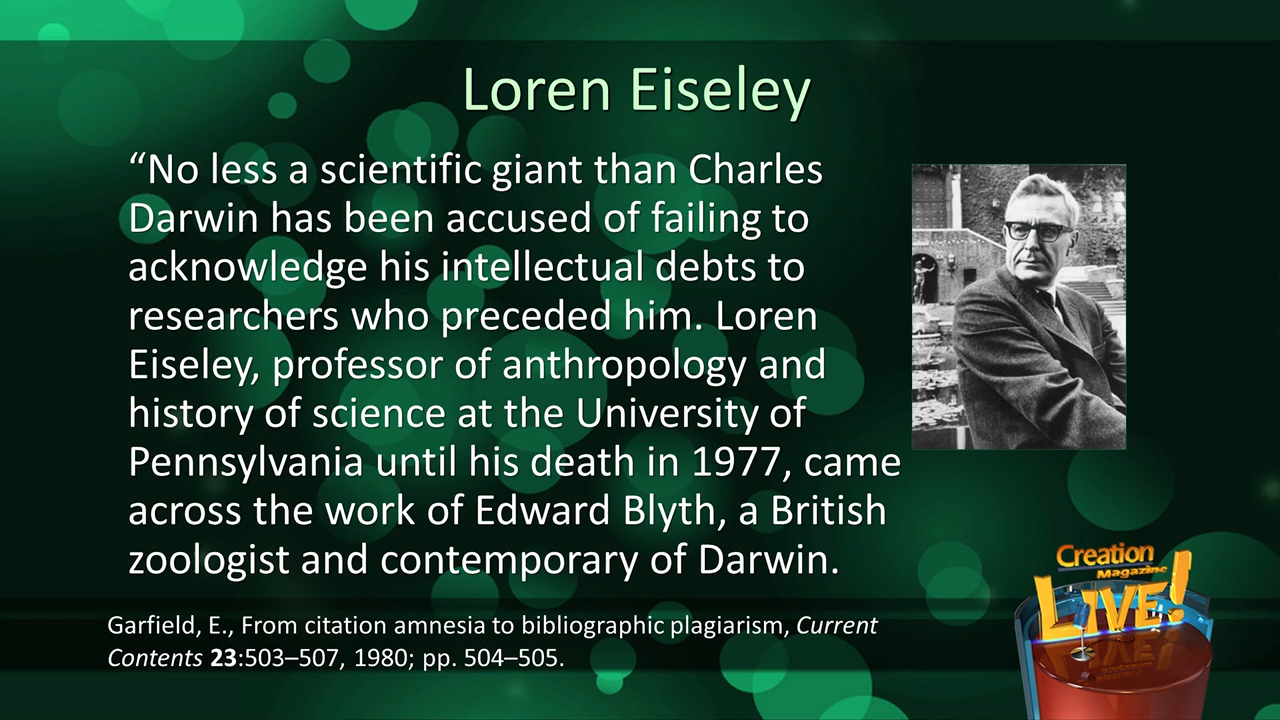 Loren Eiseley
“No less a scientific giant than Charles
Darwin has been accused of failing to
acknowledge his intellectual debts to
researchers who preceded him. Loren
Eiseley, professor of anthropology and
history of science at the University of
Pennsylvania until his death in 1977, came
across the work of Edward Blyth, a British
zoologist and contemporary of Darwin.
Garfield, E., From citation amnesia to bibliographic plagiarism, Current
Contents 23:503–507, 1980; pp. 504–505.
Creation
Magazine
LIVE!